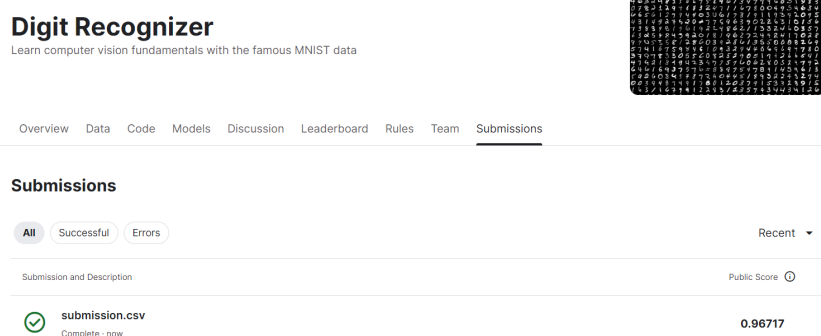 Digit Recognizer
Learn computer vision fundamentals with the famous MNIST data
Overview Data Code Models Discussion Leaderboard Rules Team Submissions
Submissions
All Successful Errors Recent
Submission and Description Public Score
submission.csv
0.96717
Complete · now